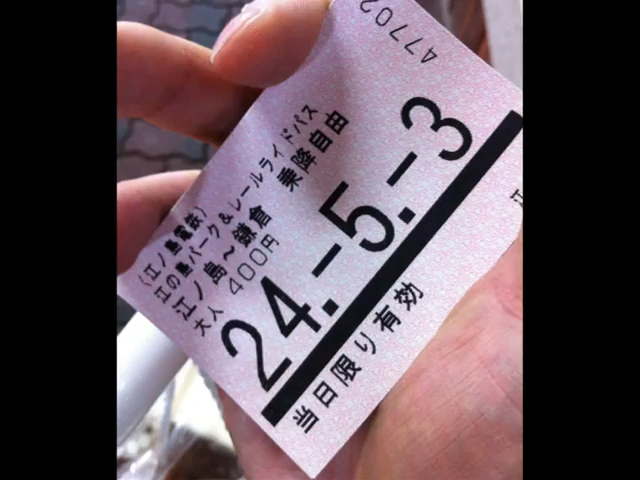 47702
(江ノ島電鉄)
江の島パーク&レールライドパス
江ノ島~鎌倉 乗降自由
大人 400円
24.-5.-3
当日限り有効
江